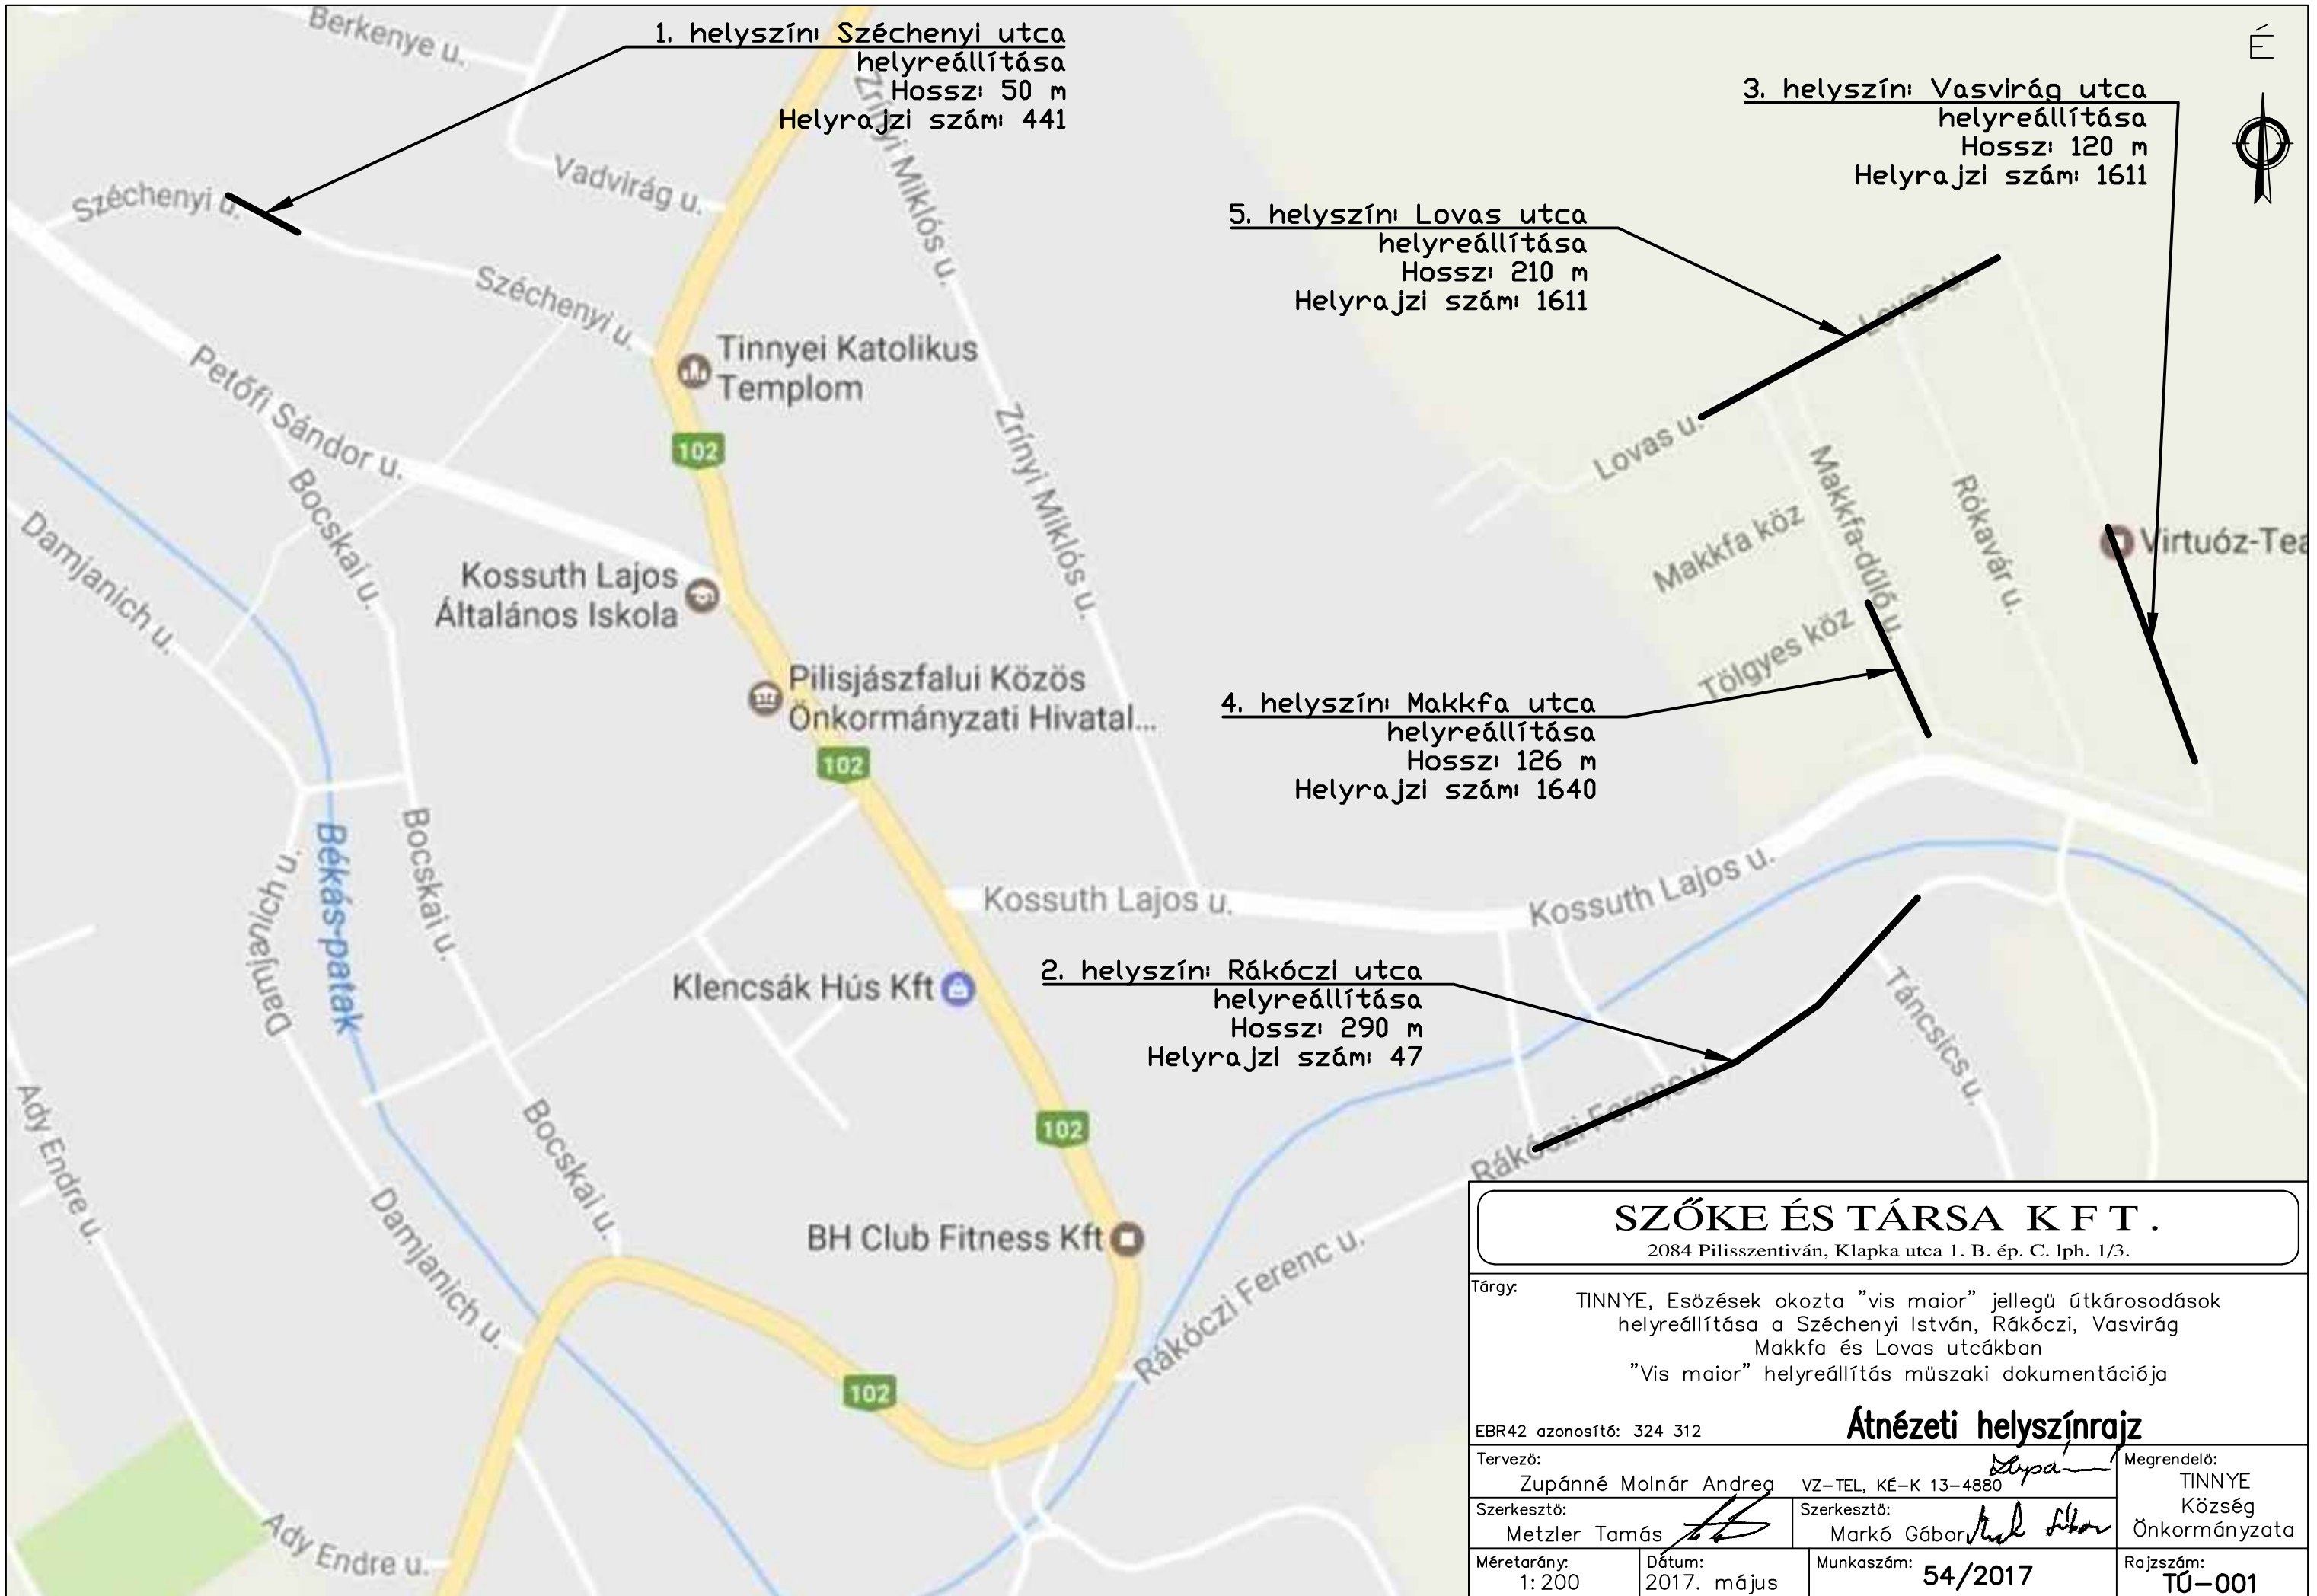 Berkenye u.
1. helyszín: Széchenyi utca
helyreállítása
Hossz: 50 m
Helyrajzi szám: 441
É
3. helyszín: Vasvirág utca
helyreállítása
Hossz: 120 m
Helyrajzi szám: 1611
Zrínyi Miklós u.
Vadvirág u.
Széchenyi u.
5. helyszín: Lovas utca
helyreállítása
Hossz: 210 m
Helyrajzi szám: 1611
Széchenyi u.
Lovas u.
Tinnyei Katolikus
Templom
Petőfi Sándor u.
102
Zrínyi Miklós u.
Lovas u.
Bocskai u.
Makkfa-dűlő u.
Rókavár u.
Makkfa köz
Virtuóz-Tea
Damjanich u.
Kossuth Lajos
Általános Iskola
Tölgyes köz
Pilisjászfalui Közös
Önkormányzati Hivatal...
4. helyszín: Makkfa utca
helyreállítása
Hossz: 126 m
Helyrajzi szám: 1640
102
Békás-patak
Bocskai u.
Damjanich u.
Kossuth Lajos u.
Kossuth Lajos u.
Klencsák Hús Kft
2. helyszín: Rákóczi utca
helyreállítása
Hossz: 290 m
Helyrajzi szám: 47
Táncsics u.
Ady Endre u.
Bocskai u.
102
Rákóczi Ferenc u.
Damjanich u.
BH Club Fitness Kft
Rákóczi Ferenc u.
102
Ady Endre u.
SZŐKE ÉS TÁRSA KFT.
2084 Pilisszentiván, Klapka utca 1. B. ép. C. lph. 1/3.
Tárgy:
TINNYE, Esőzések okozta "vis maior" jellegű útkárosodások
helyreállítása a Széchenyi István, Rákóczi, Vasvirág
Makkfa és Lovas utcákban
"Vis maior" helyreállítás műszaki dokumentációja
EBR42 azonosító: 324 312
Átnézeti helyszínrajz
Tervező:
Zupánné Molnár Andrea VZ-TEL, KÉ-K 13-4880
Megrendelő:
TINNYE
Község
Önkormányzata
Szerkesztő:
Metzler Tamás
Szerkesztő:
Markó Gábor
Méretarány:
1:200
Dátum:
2017. május
Munkaszám: 54/2017
Rajzszám:
TÚ-001